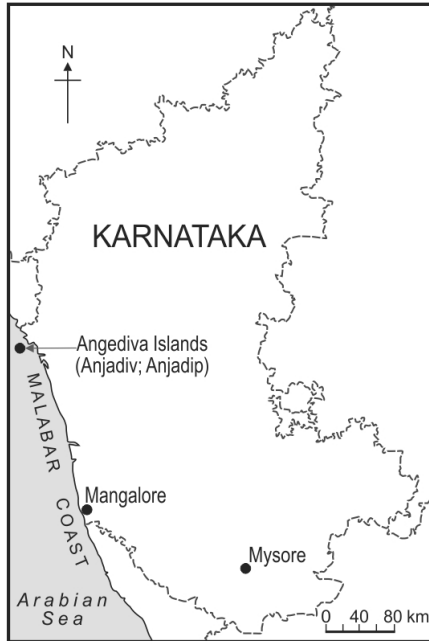 N
KARNATAKA
Angediva Islands
(Anjadiv; Anjadip)
MALABAR COAST
Mangalore
Mysore
Arabian
Sea
0 40 80 km